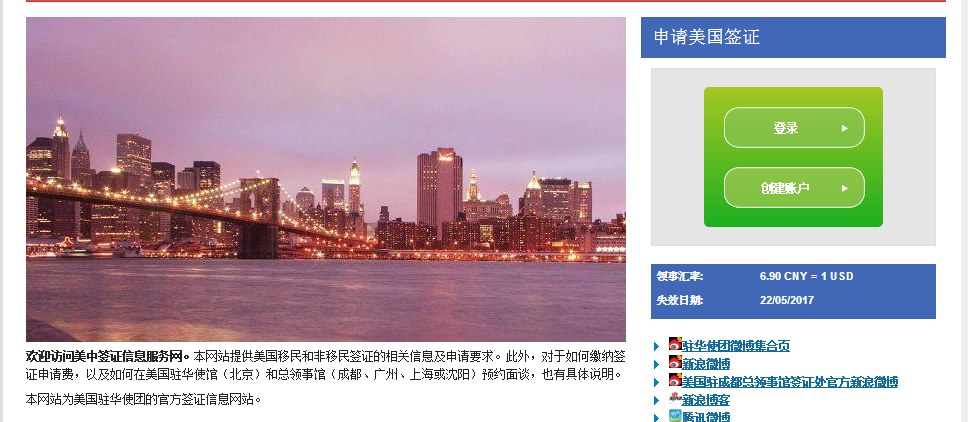 申请美国签证
登录
创建账户
领事汇率: 6.90 CNY = 1 USD
失效日期: 22/05/2017
驻华使团微博集合页
新浪微博
美国驻成都总领事馆签证处官方新浪微博
新浪博客
腾讯微博
欢迎访问美中签证信息服务网。本网站提供美国移民和非移民签证的相关信息及申请要求。此外，对于如何缴纳签
证申请费，以及如何在美国驻华使馆（北京）和总领事馆（成都、广州、上海或沈阳）预约面谈，也有具体说明。
本网站为美国驻华使团的官方签证信息网站。